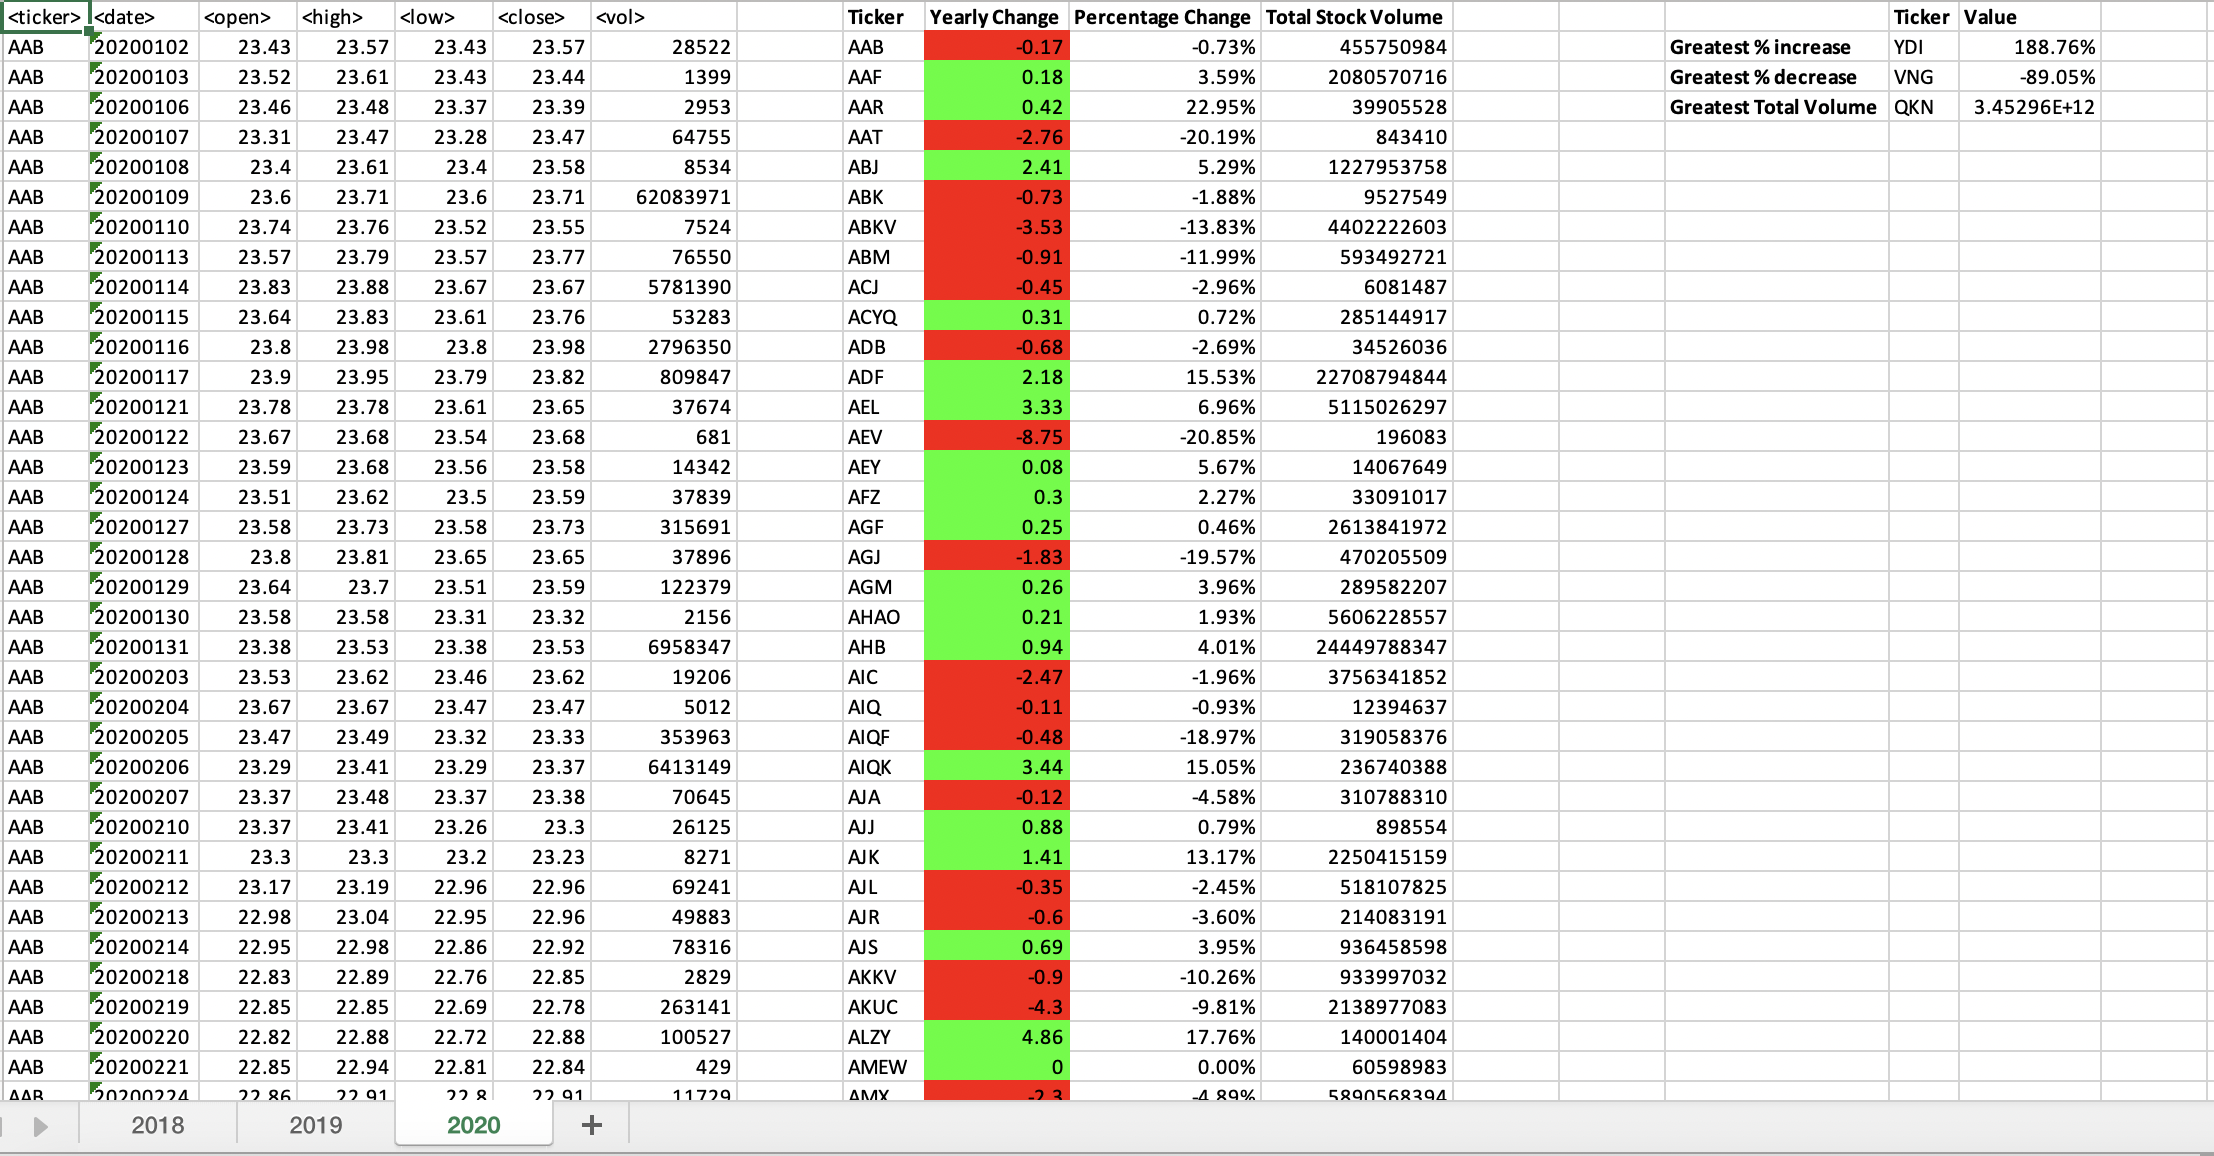 <ticker> <date> <open> <high> <low> <close> <vol> Ticker Yearly Change Percentage Change Total Stock Volume Ticker Value
AAB 20200102 23.43 23.57 23.43 23.57 28522 AAB -0.17 -0.73% 455750984 Greatest % increase YDI 188.76%
AAB 20200103 23.52 23.61 23.43 23.44 1399 AAF 0.18 3.59% 2080570716 Greatest % decrease VNG -89.05%
AAB 20200106 23.46 23.48 23.37 23.39 2953 AAR 0.42 22.95% 39905528 Greatest Total Volume QKN 3.45296E+12
AAB 20200107 23.31 23.47 23.28 23.47 64755 AAT -2.76 -20.19% 843410
AAB 20200108 23.4 23.61 23.4 23.58 8534 ABJ 2.41 5.29% 1227953758
AAB 20200109 23.6 23.71 23.6 23.71 62083971 ABK -0.73 -1.88% 9527549
AAB 20200110 23.74 23.76 23.52 23.55 7524 ABKV -3.53 -13.83% 4402222603
AAB 20200113 23.57 23.79 23.57 23.77 76550 ABM -0.91 -11.99% 593492721
AAB 20200114 23.83 23.88 23.67 23.67 5781390 ACJ -0.45 -2.96% 6081487
AAB 20200115 23.64 23.83 23.61 23.76 53283 ACYQ 0.31 0.72% 285144917
AAB 20200116 23.8 23.98 23.8 23.98 2796350 ADB -0.68 -2.69% 34526036
AAB 20200117 23.9 23.95 23.79 23.82 809847 ADF 2.18 15.53% 22708794844
AAB 20200121 23.78 23.78 23.61 23.65 37674 AEL 3.33 6.96% 5115026297
AAB 20200122 23.67 23.68 23.54 23.68 681 AEV -8.75 -20.85% 196083
AAB 20200123 23.59 23.68 23.56 23.58 14342 AEY 0.08 5.67% 14067649
AAB 20200124 23.51 23.62 23.5 23.59 37839 AFZ 0.3 2.27% 33091017
AAB 20200127 23.58 23.73 23.58 23.73 315691 AGF 0.25 0.46% 2613841972
AAB 20200128 23.8 23.81 23.65 23.65 37896 AGJ -1.83 -19.57% 470205509
AAB 20200129 23.64 23.7 23.51 23.59 122379 AGM 0.26 3.96% 289582207
AAB 20200130 23.58 23.58 23.31 23.32 2156 AHAO 0.21 1.93% 5606228557
AAB 20200131 23.38 23.53 23.38 23.53 6958347 AHB 0.94 4.01% 24449788347
AAB 20200203 23.53 23.62 23.46 23.62 19206 AIC -2.47 -1.96% 3756341852
AAB 20200204 23.67 23.67 23.47 23.47 5012 AIQ -0.11 -0.93% 12394637
AAB 20200205 23.47 23.49 23.32 23.33 353963 AIQF -0.48 -18.97% 319058376
AAB 20200206 23.29 23.41 23.29 23.37 6413149 AIQK 3.44 15.05% 236740388
AAB 20200207 23.37 23.48 23.37 23.38 70645 AJA -0.12 -4.58% 310788310
AAB 20200210 23.37 23.41 23.26 23.3 26125 AJJ 0.88 0.79% 898554
AAB 20200211 23.3 23.3 23.2 23.23 8271 AJK 1.41 13.17% 2250415159
AAB 20200212 23.17 23.19 22.96 22.96 69241 AJL -0.35 -2.45% 518107825
AAB 20200213 22.98 23.04 22.95 22.96 49883 AJR -0.6 -3.60% 214083191
AAB 20200214 22.95 22.98 22.86 22.92 78316 AJS 0.69 3.95% 936458598
AAB 20200218 22.83 22.89 22.76 22.85 2829 AKKV -0.9 -10.26% 933997032
AAB 20200219 22.85 22.85 22.69 22.78 263141 AKUC -4.3 -9.81% 2138977083
AAB 20200220 22.82 22.88 22.72 22.88 100527 ALZY 4.86 17.76% 140001404
AAB 20200221 22.85 22.94 22.81 22.84 429 AMEW 0 0.00% 60598983
AAB 20200224 22.86 22.91 22.8 22.91 11729 AMX -2.3 -4.89% 5890568394
2018 2019 2020 +